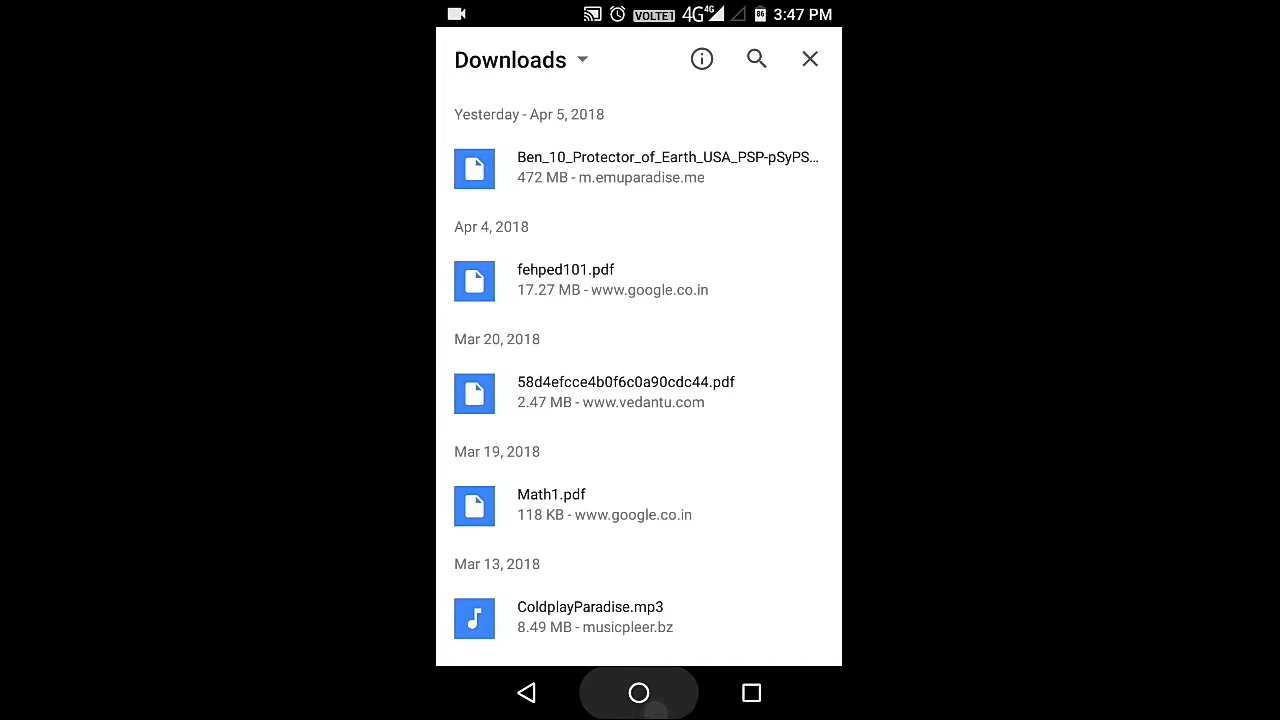 VOLTE1 4G 4G 86 3:47 PM
Downloads
Yesterday - Apr 5, 2018
Ben_10_Protector_of_Earth_USA_PSP-pSyPS...
472 MB - m.emuparadise.me
Apr 4, 2018
fehped101.pdf
17.27 MB - www.google.co.in
Mar 20, 2018
58d4efcce4b0f6c0a90cdc44.pdf
2.47 MB - www.vedantu.com
Mar 19, 2018
Math1.pdf
118 KB - www.google.co.in
Mar 13, 2018
ColdplayParadise.mp3
8.49 MB - musicpleer.bz